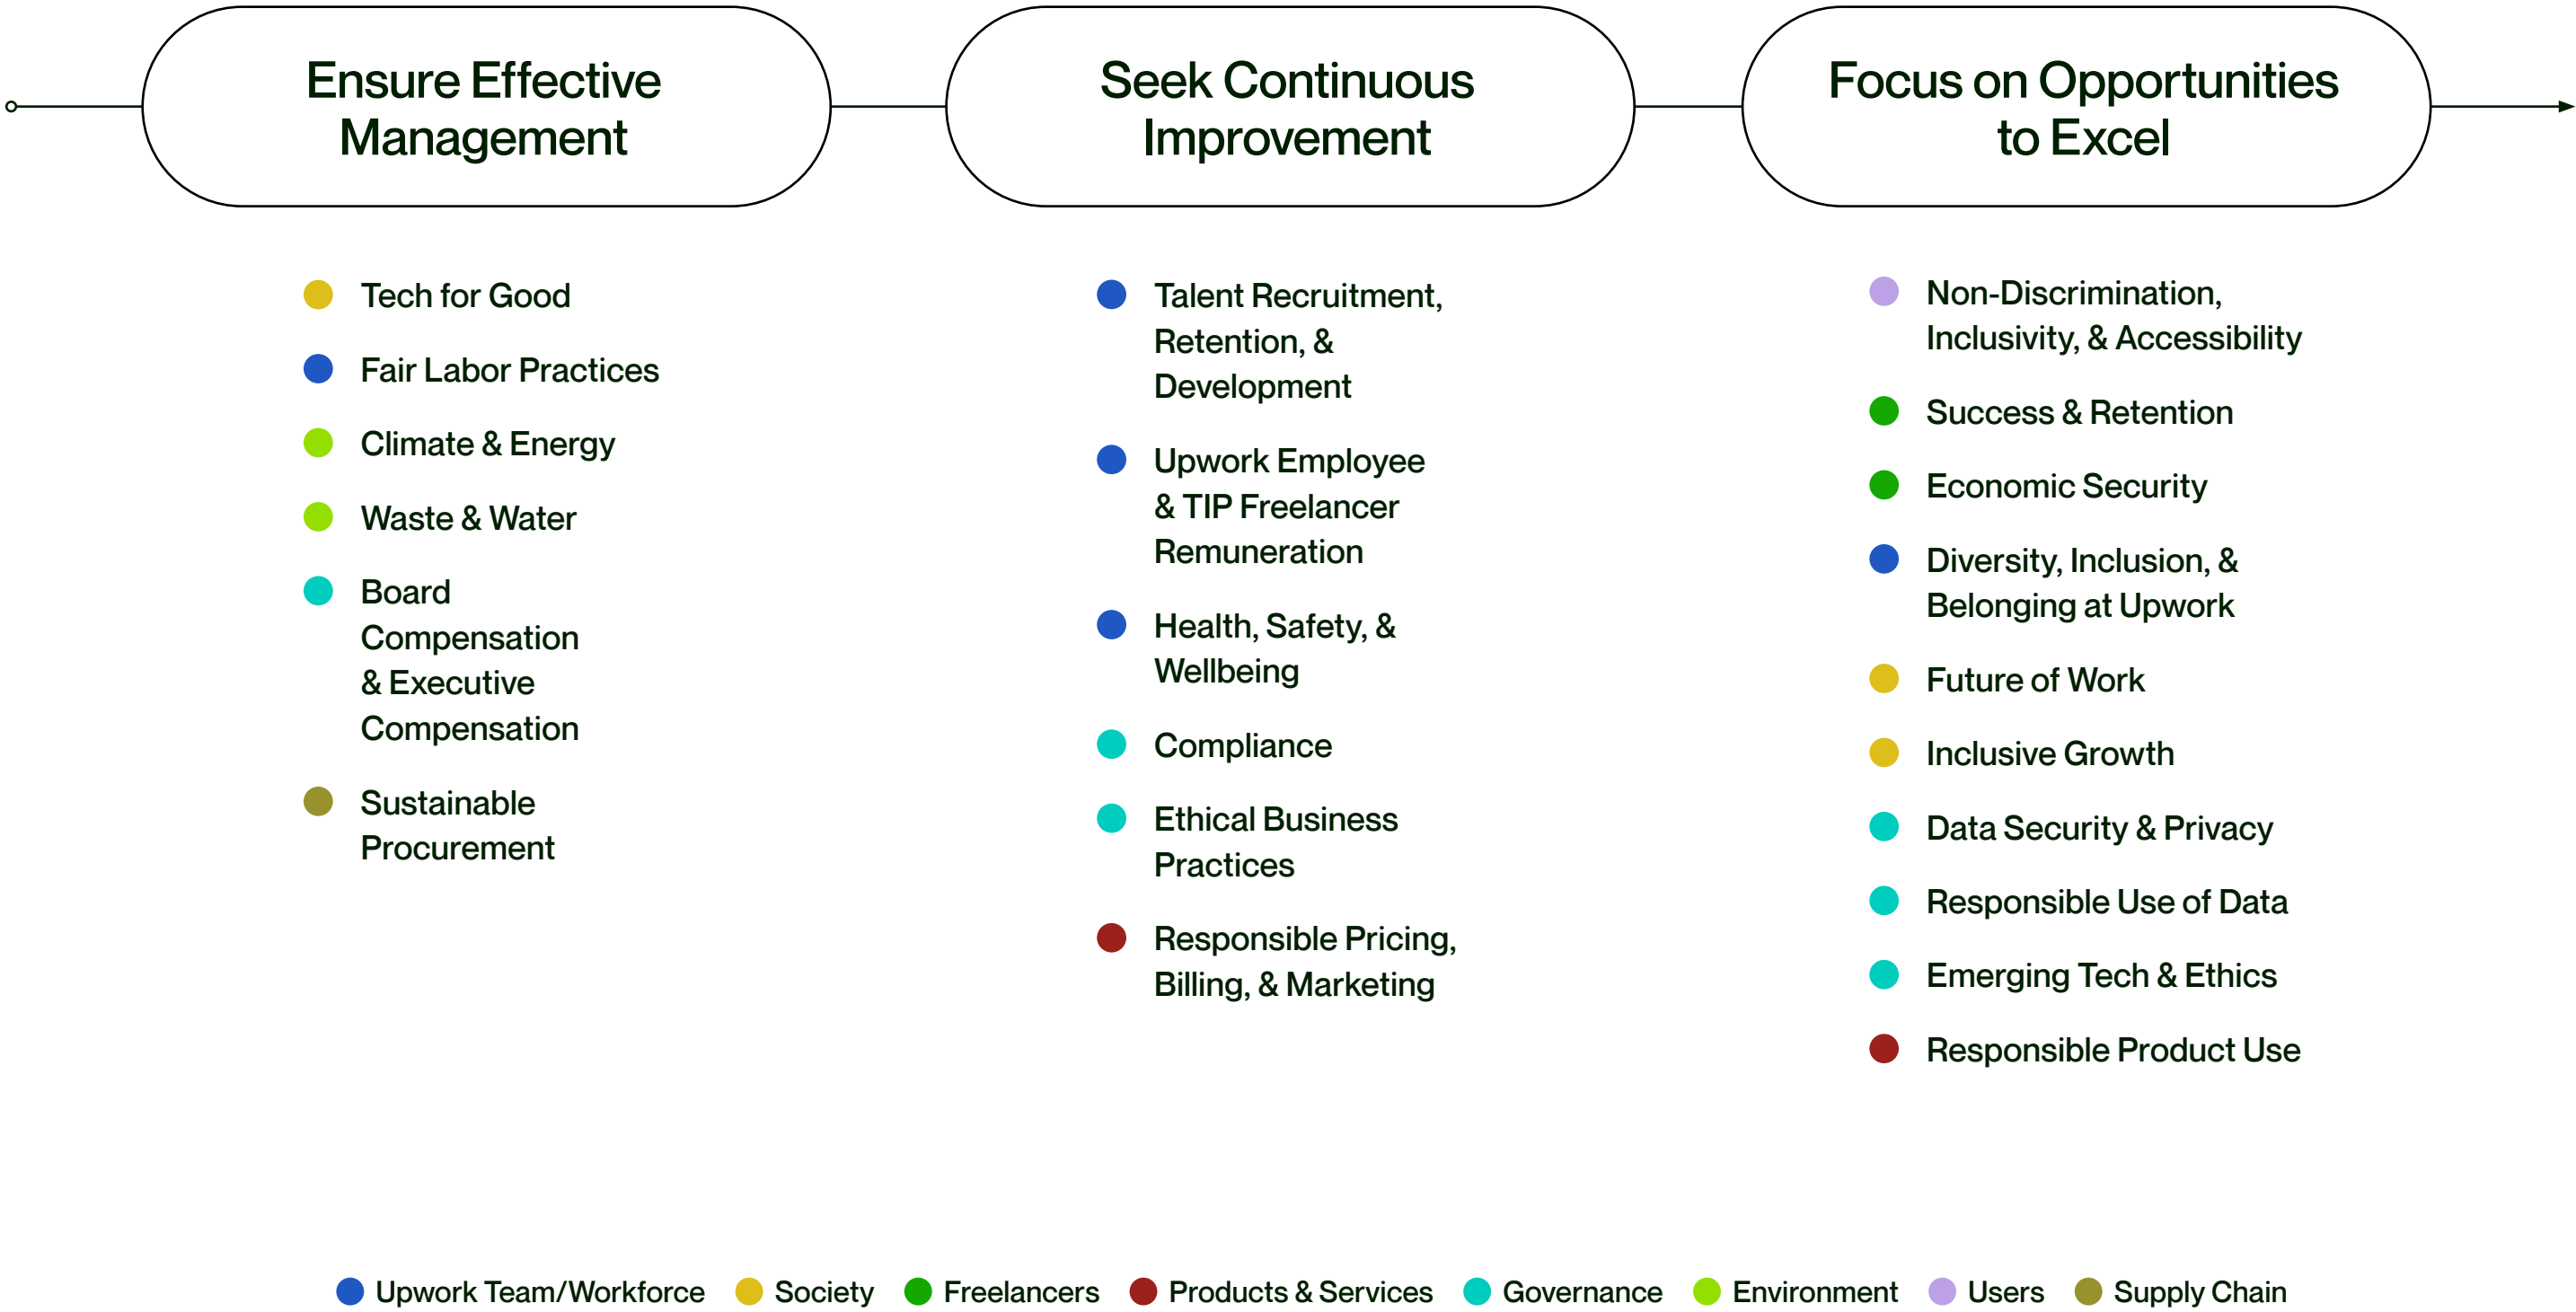 Ensure Effective
Management
Seek Continuous
Improvement
Focus on Opportunities
to Excel
Tech for Good
Fair Labor Practices
Climate & Energy
Waste & Water
Board
Compensation
& Executive
Compensation
Sustainable
Procurement
Talent Recruitment,
Retention, &
Development
Upwork Employee
& TIP Freelancer
Remuneration
Health, Safety, &
Wellbeing
Compliance
Ethical Business
Practices
Responsible Pricing,
Billing, & Marketing
Non-Discrimination,
Inclusivity, & Accessibility
Success & Retention
Economic Security
Diversity, Inclusion, &
Belonging at Upwork
Future of Work
Inclusive Growth
Data Security & Privacy
Responsible Use of Data
Emerging Tech & Ethics
Responsible Product Use
Upwork Team/Workforce
Society
Freelancers
Products & Services
Governance
Environment
Users
Supply Chain